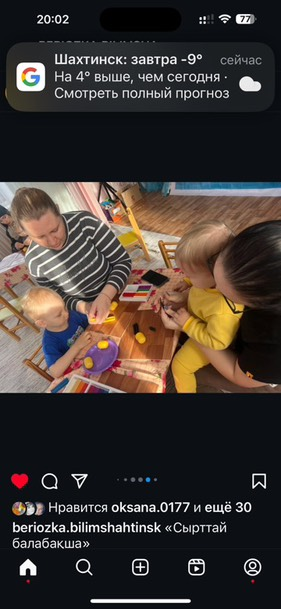 20:02
77
Шахтинск: завтра -9°
сейчас
На 4° выше, чем сегодня ·
Смотреть полный прогноз
Нравится oksana.0177 и ещё 30
beriozka.bilimshahtinsk «Сырттай
балабақша»